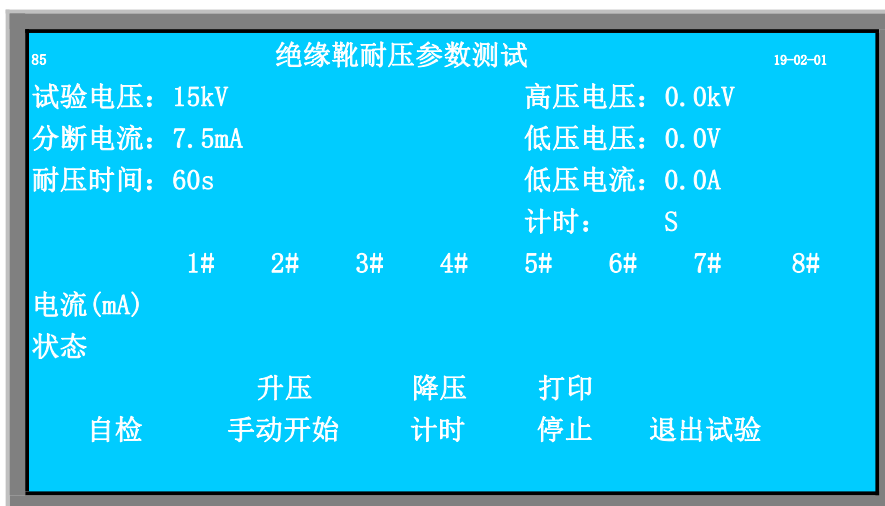 85 绝缘靴耐压参数测试 19-02-01
试验电压：15kV 高压电压：0.0kV
分断电流：7.5mA 低压电压：0.0V
耐压时间：60s 低压电流：0.0A
计时： S
1# 2# 3# 4# 5# 6# 7# 8#
电流(mA)
状态
升压 降压 打印
自检 手动开始 计时 停止 退出试验